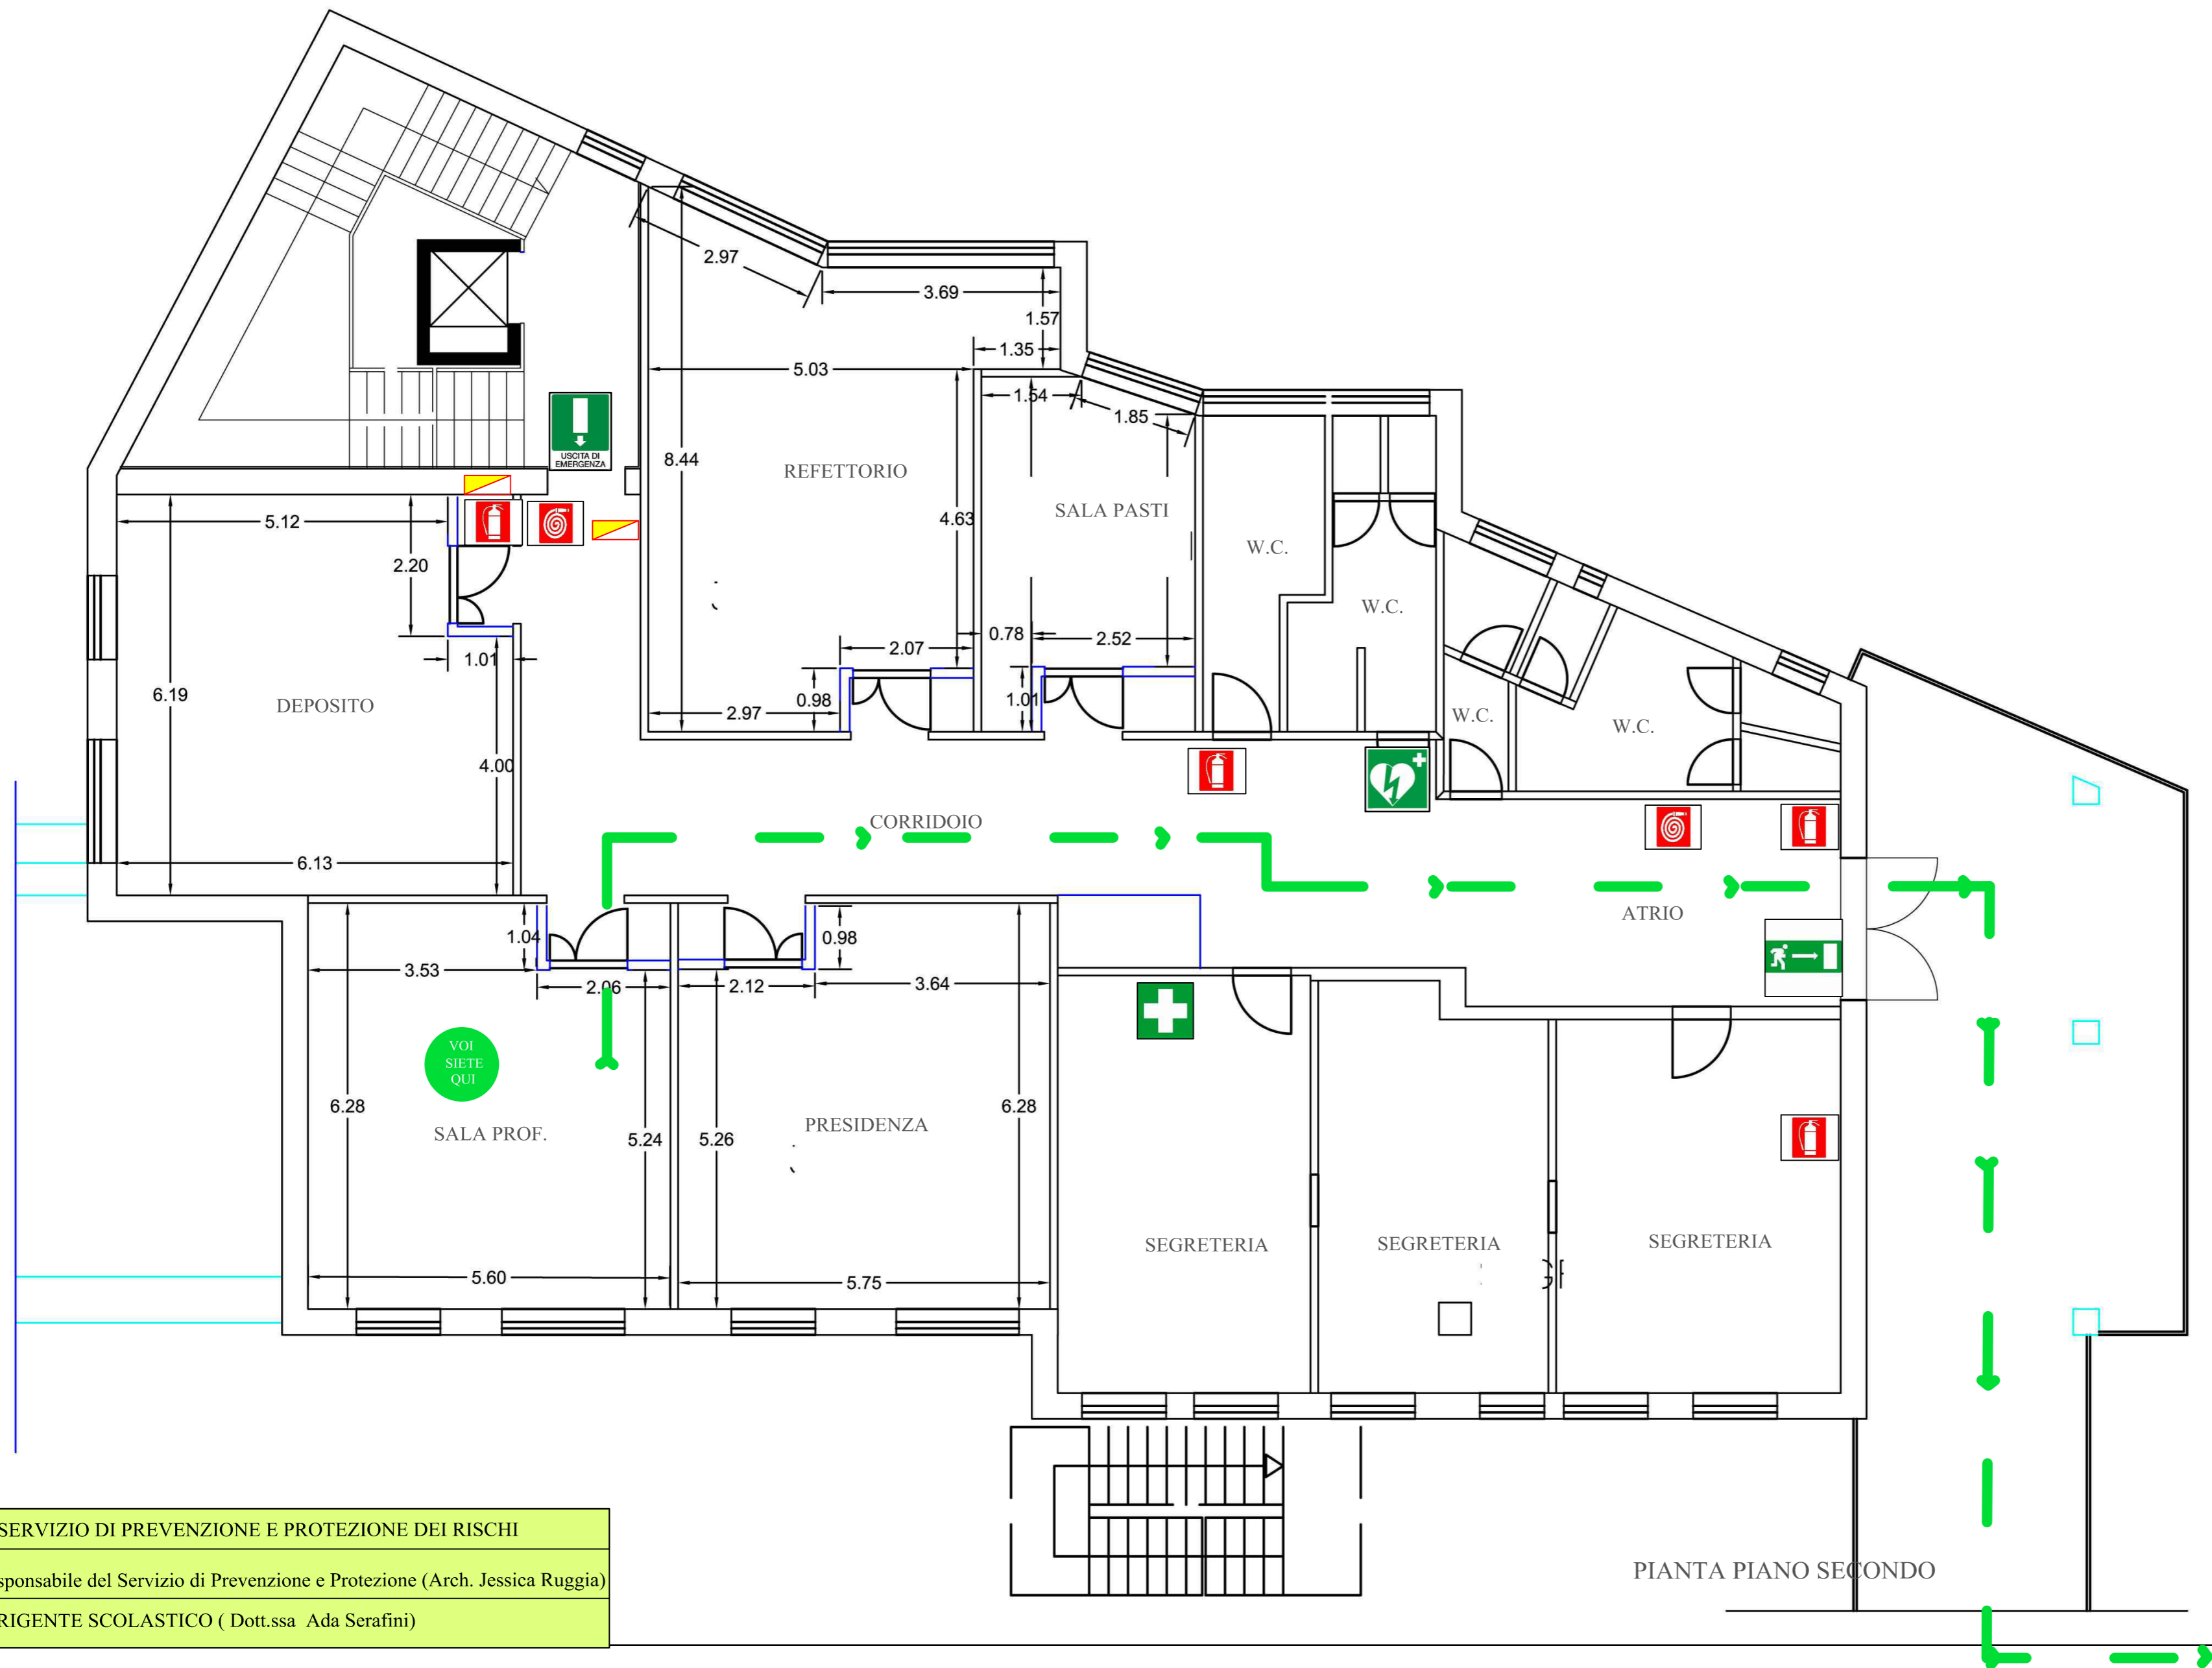 2.97
3.69
1.57
1.35
5.03
1.54
1.85
USCITA DI
EMERGENZA
8.44
REFETTORIO
SALA PASTI
4.63
5.12
W.C.
2.20
W.C.
0.78
2.52
2.07
1.01
6.19
DEPOSITO
0.98
1.01
2.97
W.C.
W.C.
4.00
CORRIDOIO
6.13
ATRIO
1.04
0.98
3.53
2.06
2.12
3.64
VOI
SIETE
QUI
6.28
SALA PROF.
5.24
5.26
PRESIDENZA
6.28
SEGRETERIA
SEGRETERIA
SEGRETERIA
5.60
5.75
SERVIZIO DI PREVENZIONE E PROTEZIONE DEI RISCHI
sponsabile del Servizio di Prevenzione e Protezione (Arch. Jessica Ruggia)
RIGENTE SCOLASTICO ( Dott.ssa Ada Serafini)
PIANTA PIANO SECONDO